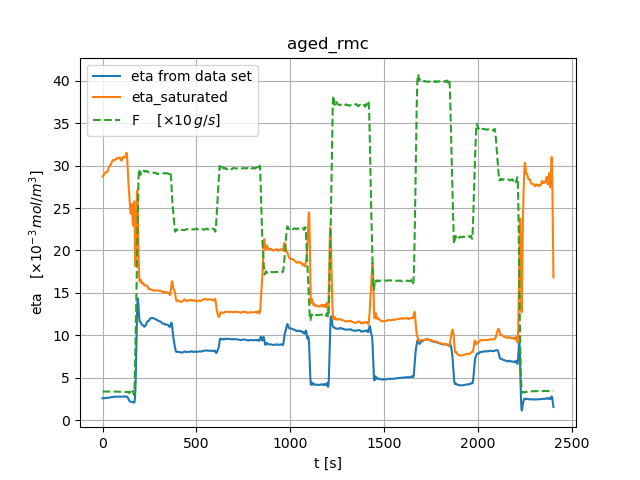 aged_rmc
eta from data set
eta_saturated
F [×10 g/s]
eta [×10⁻³ mol/m³]
40
35
30
25
20
15
10
5
0
0 500 1000 1500 2000 2500
t [s]